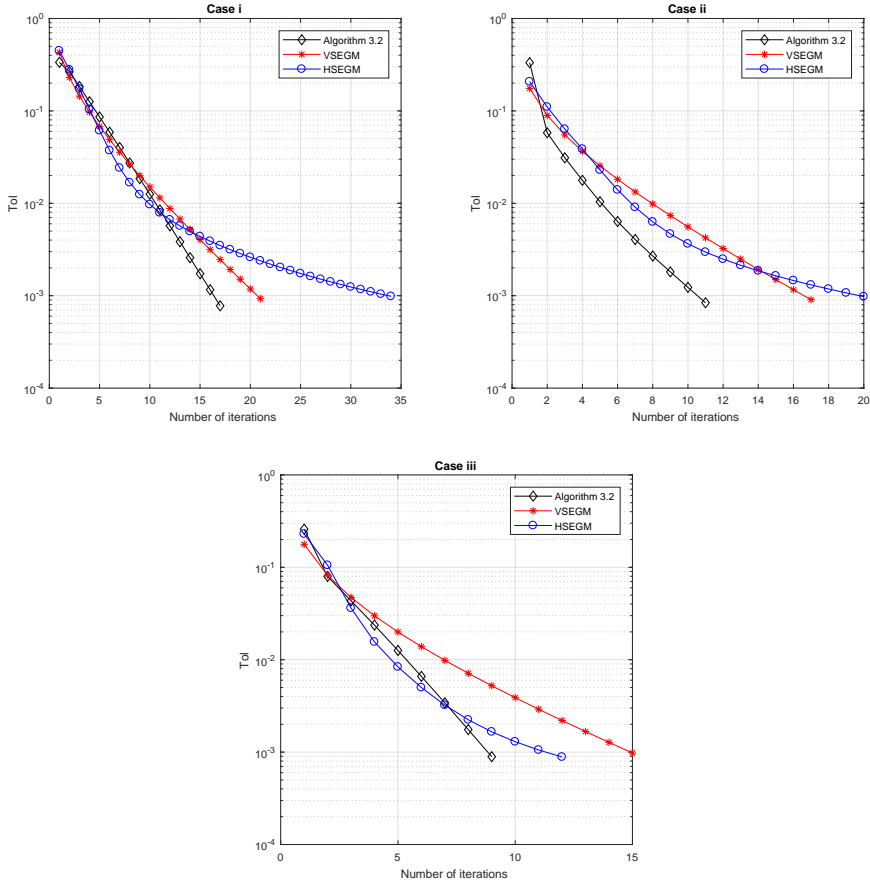 Case i
10^0
10^-1
10^-2
10^-3
10^-4
Tol
0 5 10 15 20 25 30 35
Number of iterations
Algorithm 3.2
VSEGM
HSEGM
Case ii
10^0
10^-1
10^-2
10^-3
10^-4
Tol
0 2 4 6 8 10 12 14 16 18 20
Number of iterations
Algorithm 3.2
VSEGM
HSEGM
Case iii
10^0
10^-1
10^-2
10^-3
10^-4
Tol
0 5 10 15
Number of iterations
Algorithm 3.2
VSEGM
HSEGM